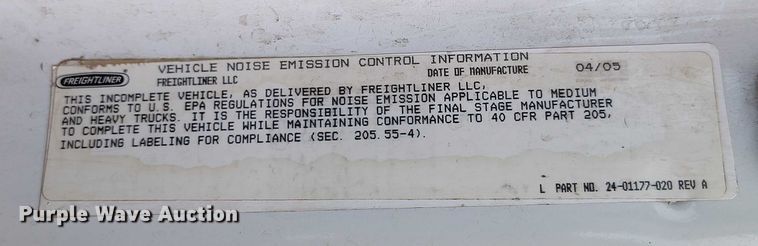 VEHICLE NOISE EMISSION CONTROL INFORMATION
FREIGHTLINER
FREIGHTLINER LLC DATE OF MANUFACTURE 04/05
THIS INCOMPLETE VEHICLE, AS DELIVERED BY FREIGHTLINER LLC,
CONFORMS TO U.S. EPA REGULATIONS FOR NOISE EMISSION APPLICABLE TO MEDIUM
AND HEAVY TRUCKS. IT IS THE RESPONSIBILITY OF THE FINAL STAGE MANUFACTURER
TO COMPLETE THIS VEHICLE WHILE MAINTAINING CONFORMANCE TO 40 CFR PART 205,
INCLUDING LABELING FOR COMPLIANCE (SEC. 205.55-4).
L PART NO. 24-01177-020 REV A
Purple Wave Auction